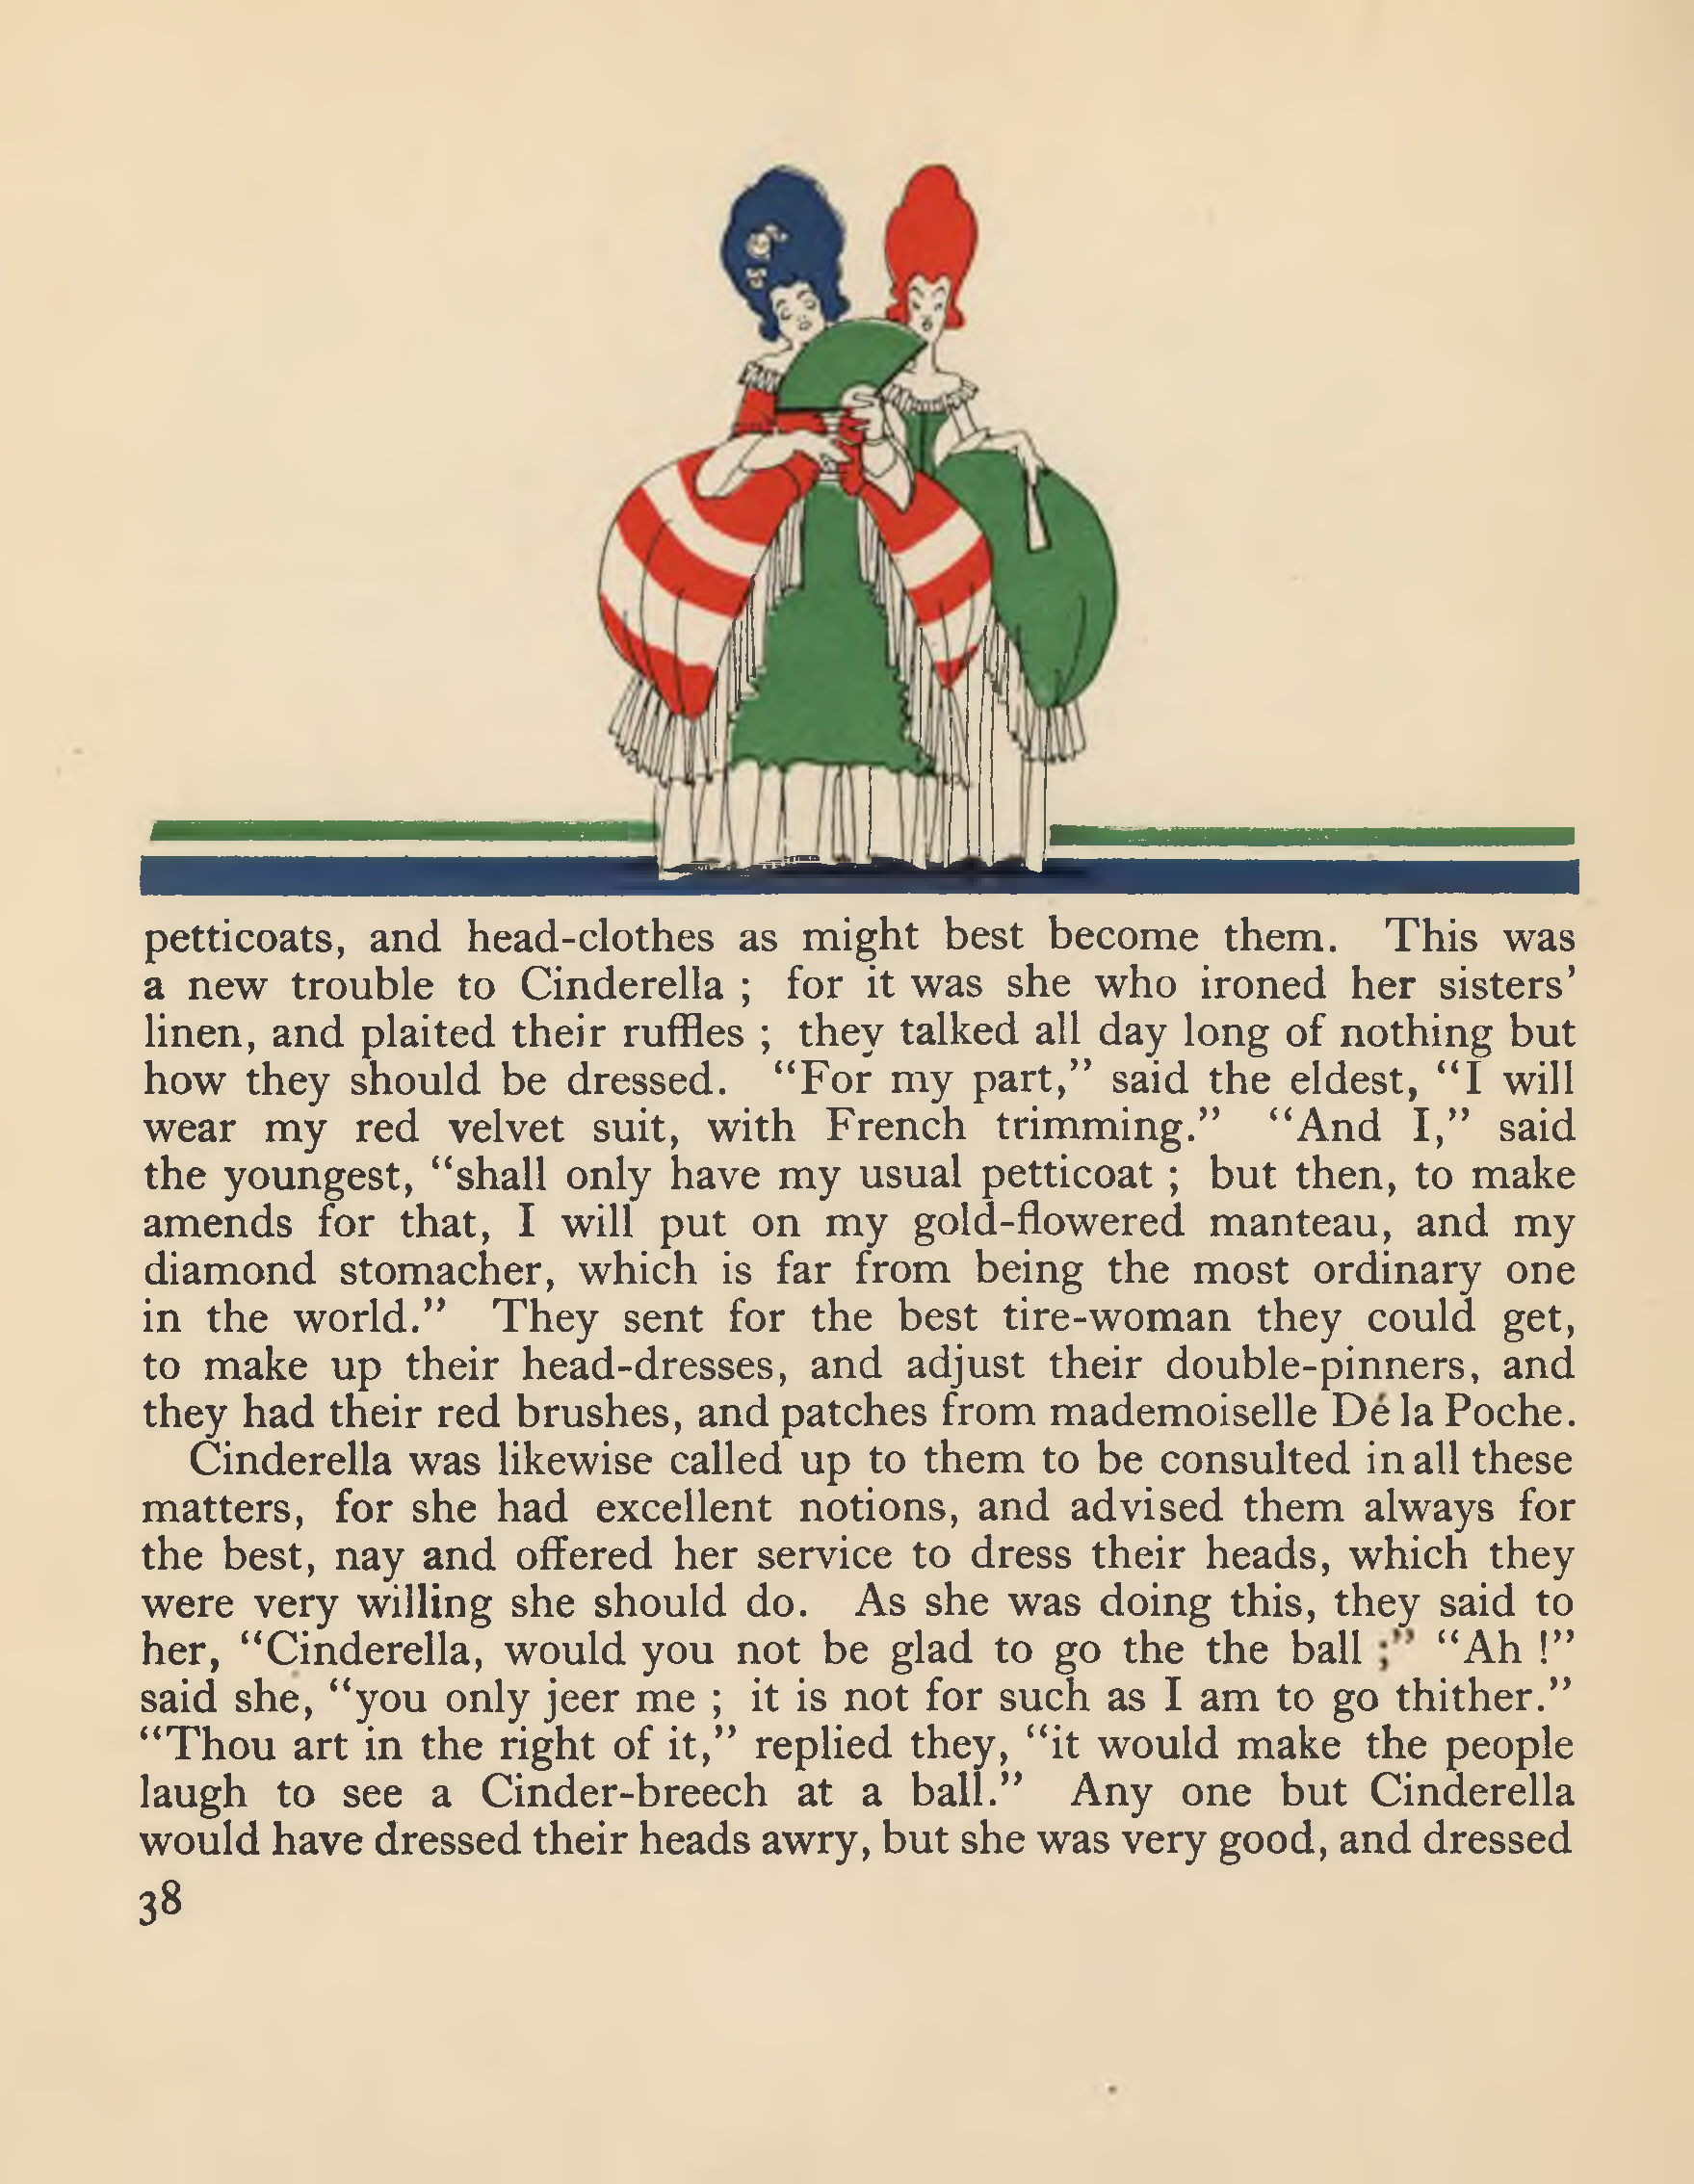 petticoats, and head-clothes as might best become them. This was
a new trouble to Cinderella ; for it was she who ironed her sisters'
linen, and plaited their ruffles ; they talked all day long of nothing but
how they should be dressed. “For my part,” said the eldest, “I will
wear my red velvet suit, with French trimming.” “And I,” said
the youngest, “shall only have my usual petticoat ; but then, to make
amends for that, I will put on my gold-flowered manteau, and my
diamond stomacher, which is far from being the most ordinary one
in the world.” They sent for the best tire-woman they could get,
to make up their head-dresses, and adjust their double-pinners, and
they had their red brushes, and patches from mademoiselle Dé la Poche.
Cinderella was likewise called up to them to be consulted in all these
matters, for she had excellent notions, and advised them always for
the best, nay and offered her service to dress their heads, which they
were very willing she should do. As she was doing this, they said to
her, “Cinderella, would you not be glad to go the the ball ;” “Ah !”
said she, “you only jeer me ; it is not for such as I am to go thither.”
“Thou art in the right of it,” replied they, “it would make the people
laugh to see a Cinder-breech at a ball.” Any one but Cinderella
would have dressed their heads awry, but she was very good, and dressed
38